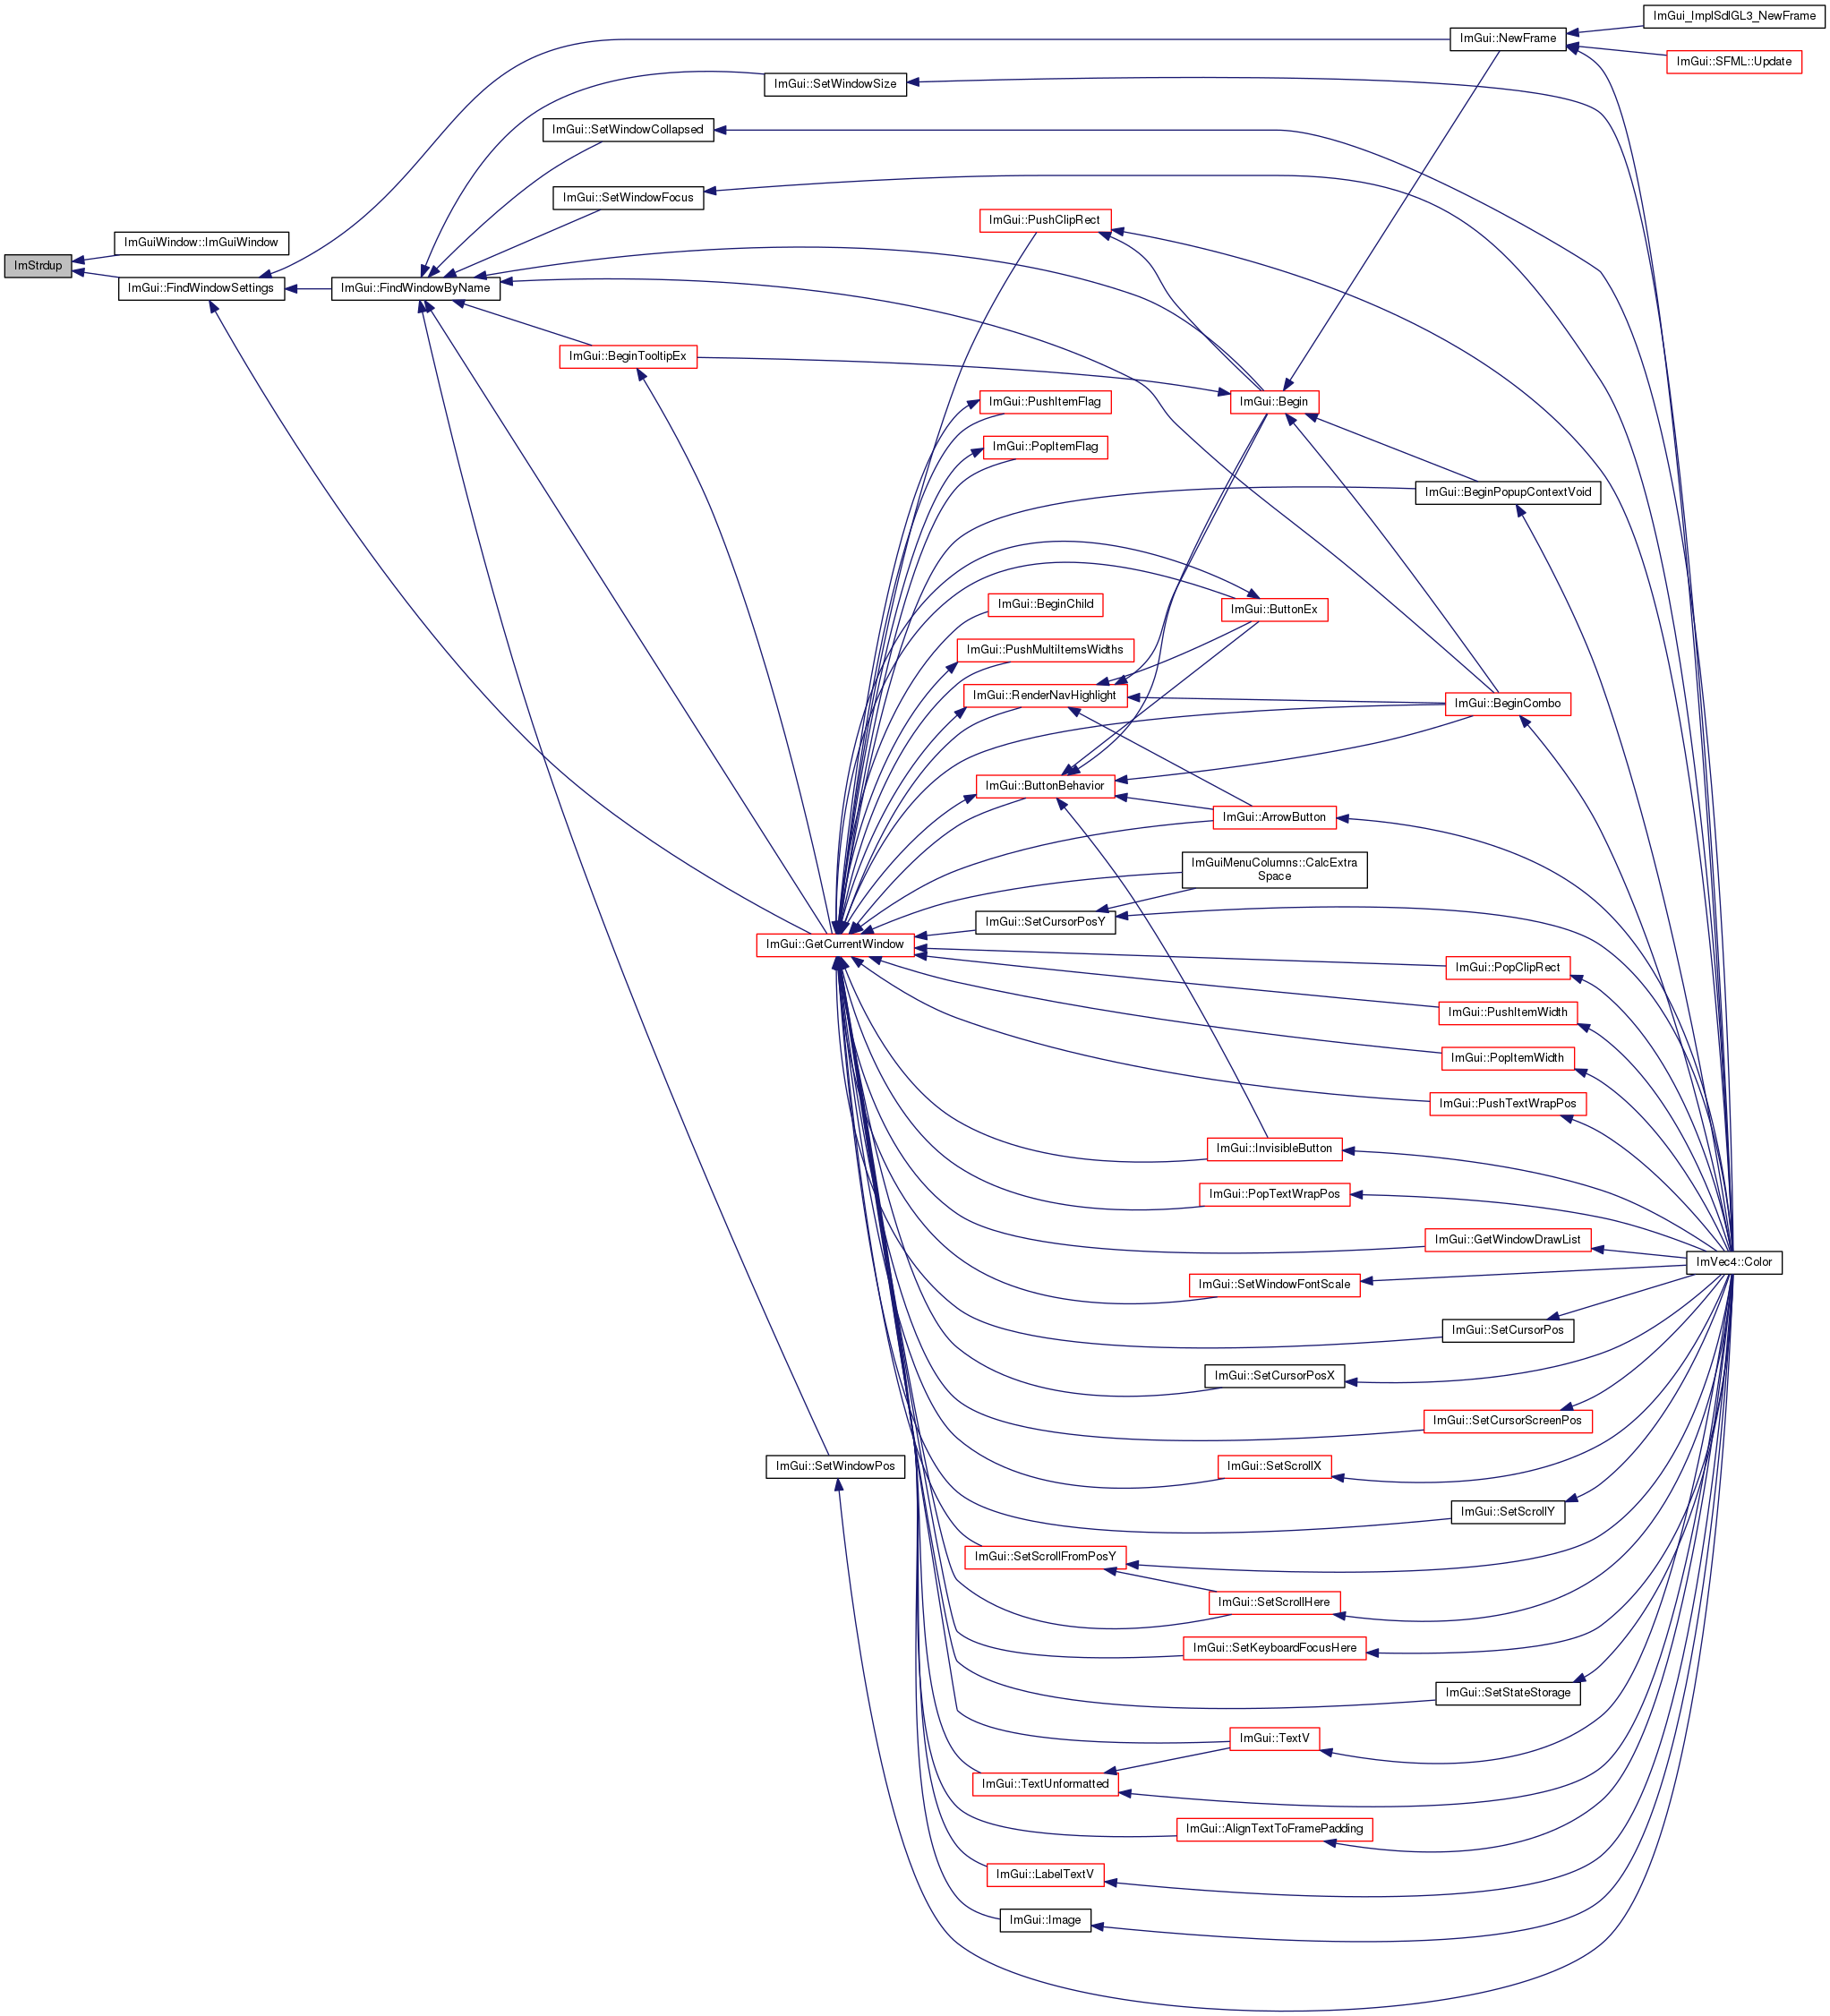 ImGui_ImplSdlGL3_NewFrame
ImGui::NewFrame
ImGui::SFML::Update
ImGui::SetWindowSize
ImGui::SetWindowCollapsed
ImGui::SetWindowFocus
ImGui::PushClipRect
ImGuiWindow::ImGuiWindow
ImStrdup
ImGui::FindWindowSettings
ImGui::FindWindowByName
ImGui::BeginTooltipEx
ImGui::PushItemFlag
ImGui::Begin
ImGui::PopItemFlag
ImGui::BeginPopupContextVoid
ImGui::BeginChild
ImGui::ButtonEx
ImGui::PushMultiItemsWidths
ImGui::RenderNavHighlight
ImGui::BeginCombo
ImGui::ButtonBehavior
ImGui::ArrowButton
ImGuiMenuColumns::CalcExtra
Space
ImGui::SetCursorPosY
ImGui::GetCurrentWindow
ImGui::PopClipRect
ImGui::PushItemWidth
ImGui::PopItemWidth
ImGui::PushTextWrapPos
ImGui::InvisibleButton
ImGui::PopTextWrapPos
ImGui::GetWindowDrawList
ImVec4::Color
ImGui::SetWindowFontScale
ImGui::SetCursorPos
ImGui::SetCursorPosX
ImGui::SetCursorScreenPos
ImGui::SetWindowPos
ImGui::SetScrollX
ImGui::SetScrollY
ImGui::SetScrollFromPosY
ImGui::SetScrollHere
ImGui::SetKeyboardFocusHere
ImGui::SetStateStorage
ImGui::TextV
ImGui::TextUnformatted
ImGui::AlignTextToFramePadding
ImGui::LabelTextV
ImGui::Image